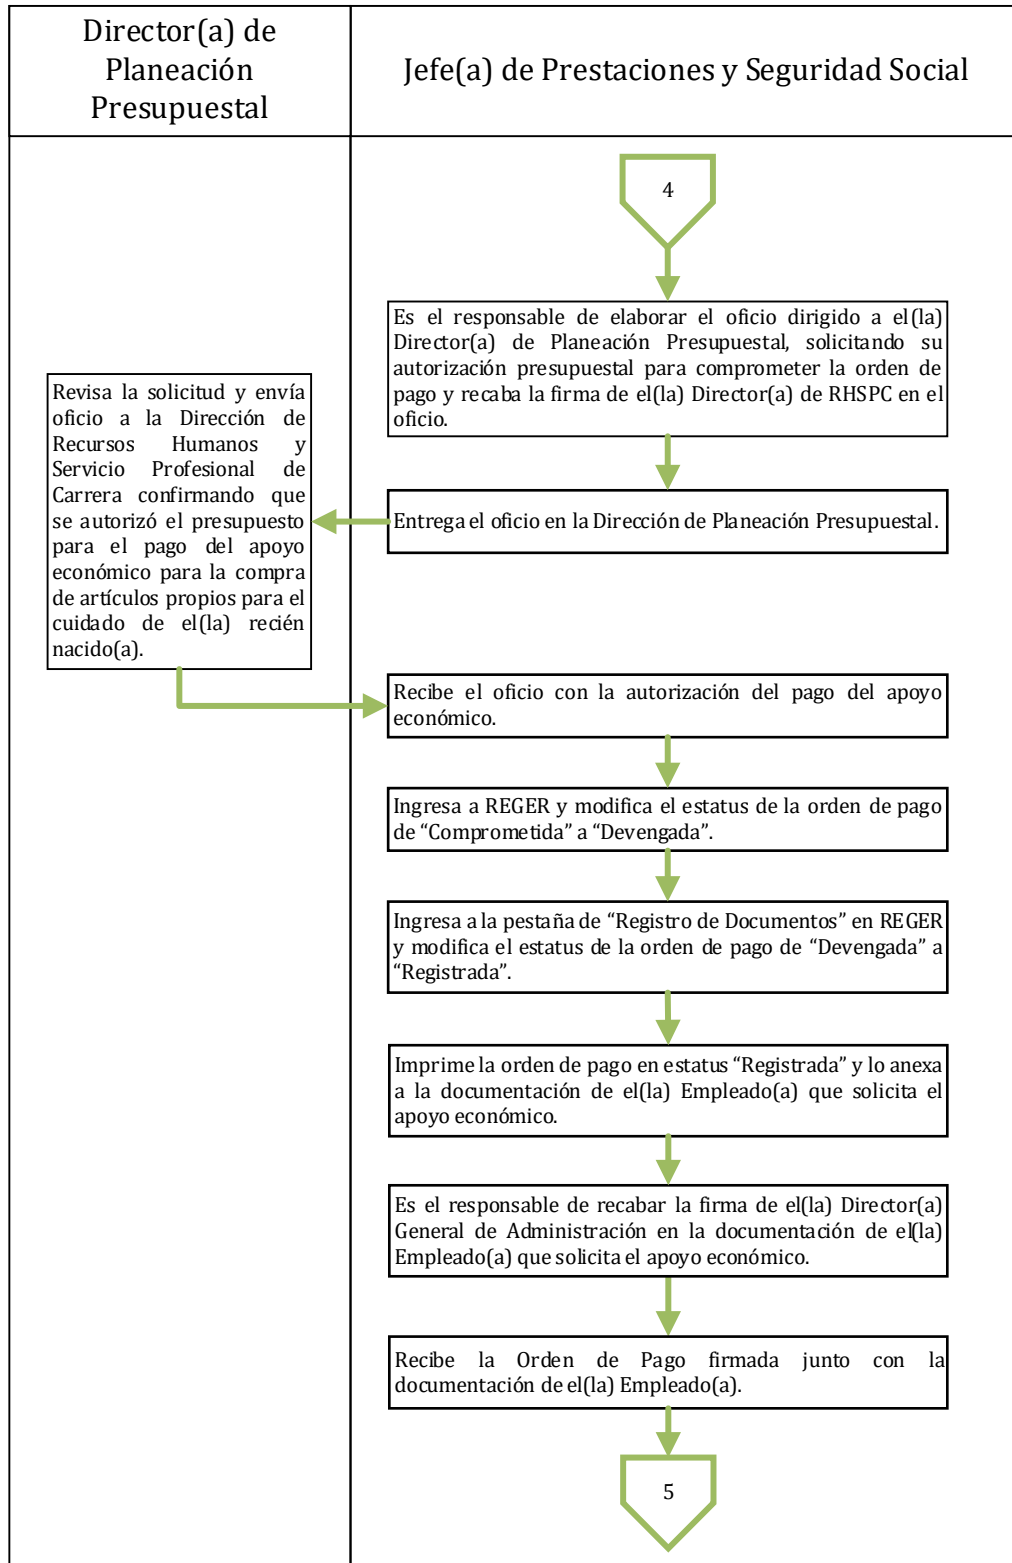 Director(a) de
Planeación
Presupuestal
Jefe(a) de Prestaciones y Seguridad Social
4
Es el responsable de elaborar el oficio dirigido a el(la)
Director(a) de Planeación Presupuestal, solicitando su
autorización presupuestal para comprometer la orden de
pago y recaba la firma de el(la) Director(a) de RHSPC en el
oficio.
Entrega el oficio en la Dirección de Planeación Presupuestal.
Revisa la solicitud y envía
oficio a la Dirección de
Recursos Humanos y
Servicio Profesional de
Carrera confirmando que
se autorizó el presupuesto
para el pago del apoyo
económico para la compra
de artículos propios para el
cuidado de el(la) recién
nacido(a).
Recibe el oficio con la autorización del pago del apoyo
económico.
Ingresa a REGER y modifica el estatus de la orden de pago
de “Comprometida” a “Devengada”.
Ingresa a la pestaña de “Registro de Documentos” en REGER
y modifica el estatus de la orden de pago de “Devengada” a
“Registrada”.
Imprime la orden de pago en estatus “Registrada” y lo anexa
a la documentación de el(la) Empleado(a) que solicita el
apoyo económico.
Es el responsable de recabar la firma de el(la) Director(a)
General de Administración en la documentación de el(la)
Empleado(a) que solicita el apoyo económico.
Recibe la Orden de Pago firmada junto con la
documentación de el(la) Empleado(a).
5